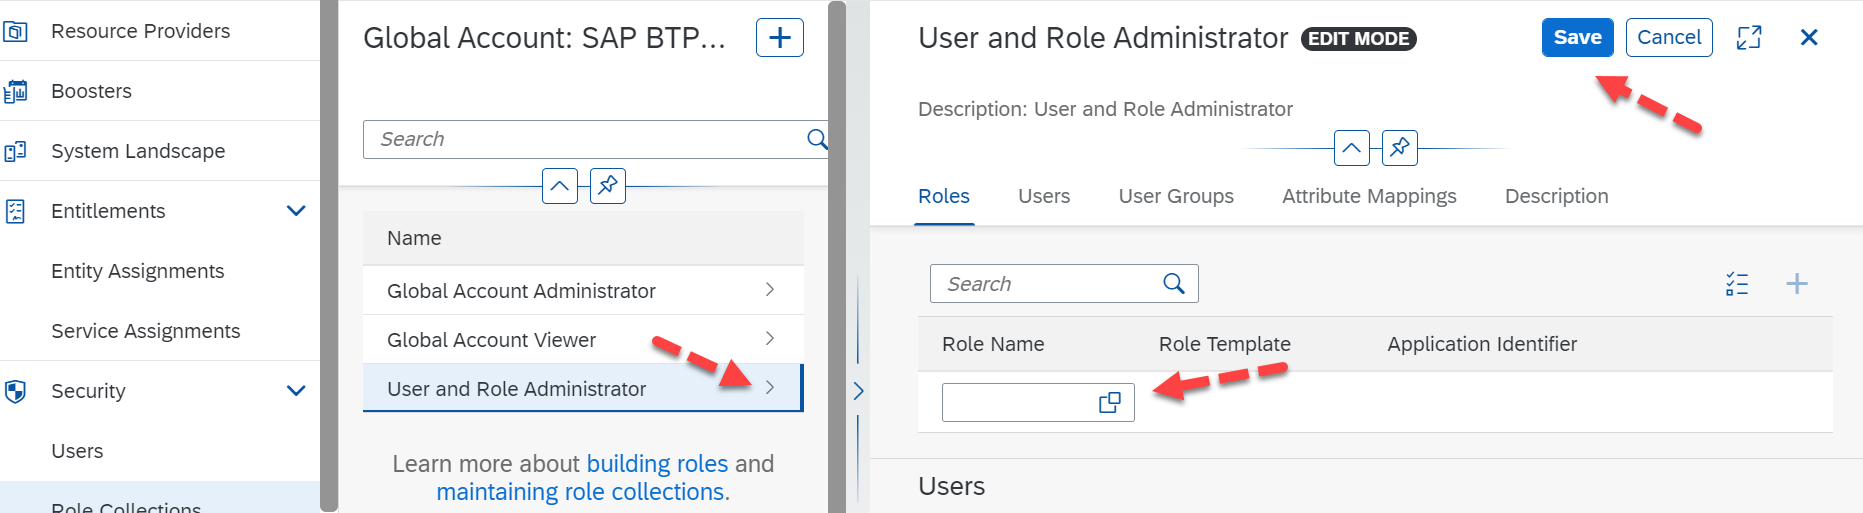 Resource Providers
Boosters
System Landscape
Entitlements
Entity Assignments
Service Assignments
Security
Users
Role Collections
Global Account: SAP BTP...
Search
Name
Global Account Administrator
Global Account Viewer
User and Role Administrator
Learn more about building roles and
maintaining role collections.
User and Role Administrator EDIT MODE
Save Cancel
Description: User and Role Administrator
Roles Users User Groups Attribute Mappings Description
Search
Role Name Role Template Application Identifier
Users